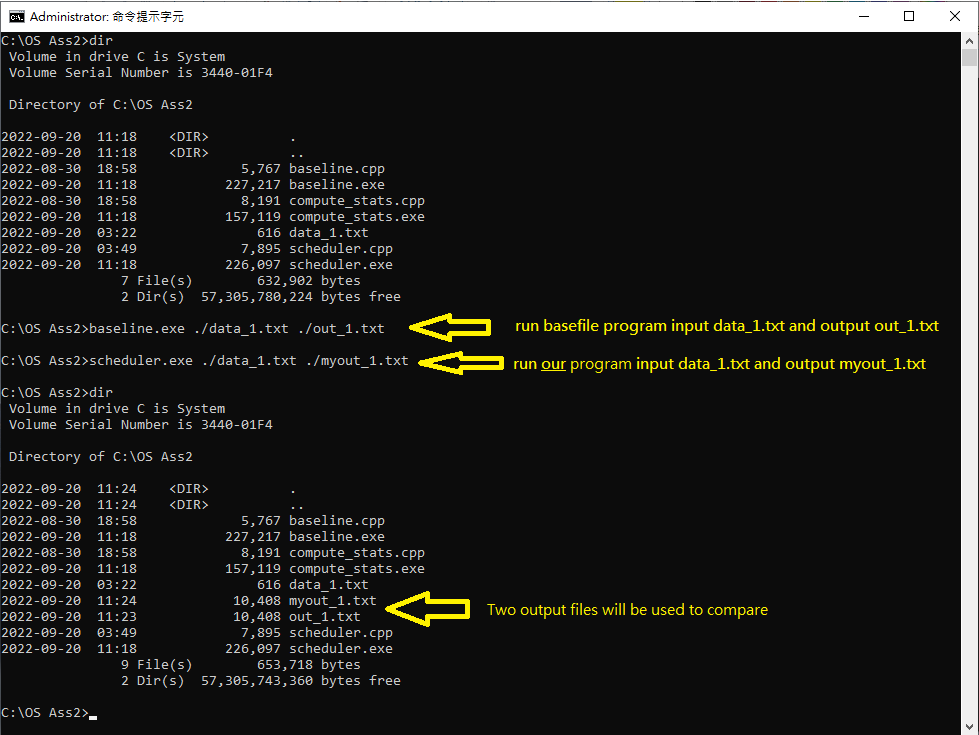 Administrator: 命令提示字元
C:\OS Ass2>dir
Volume in drive C is System
Volume Serial Number is 3440-01F4
Directory of C:\OS Ass2
2022-09-20  11:18    <DIR>          .
2022-09-20  11:18    <DIR>          ..
2022-08-30  18:58             5,767 baseline.cpp
2022-09-20  11:18           227,217 baseline.exe
2022-08-30  18:58             8,191 compute_stats.cpp
2022-09-20  11:18           157,119 compute_stats.exe
2022-09-20  03:22               616 data_1.txt
2022-09-20  03:49             7,895 scheduler.cpp
2022-09-20  11:18           226,097 scheduler.exe
7 File(s)        632,902 bytes
2 Dir(s)  57,305,780,224 bytes free
C:\OS Ass2>baseline.exe ./data_1.txt ./out_1.txt run basefile program input data_1.txt and output out_1.txt
C:\OS Ass2>scheduler.exe ./data_1.txt ./myout_1.txt run our program input data_1.txt and output myout_1.txt
C:\OS Ass2>dir
Volume in drive C is System
Volume Serial Number is 3440-01F4
Directory of C:\OS Ass2
2022-09-20  11:24    <DIR>          .
2022-09-20  11:24    <DIR>          ..
2022-08-30  18:58             5,767 baseline.cpp
2022-09-20  11:18           227,217 baseline.exe
2022-08-30  18:58             8,191 compute_stats.cpp
2022-09-20  11:18           157,119 compute_stats.exe
2022-09-20  03:22               616 data_1.txt
2022-09-20  11:24            10,408 myout_1.txt
2022-09-20  11:23            10,408 out_1.txt
Two output files will be used to compare
2022-09-20  03:49             7,895 scheduler.cpp
2022-09-20  11:18           226,097 scheduler.exe
9 File(s)        653,718 bytes
2 Dir(s)  57,305,743,360 bytes free
C:\OS Ass2>